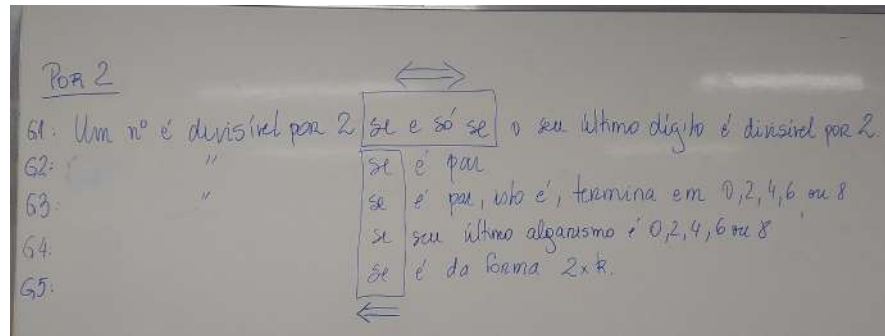 POR 2
⟺
G1: Um nº é divisível por 2 se e só se o seu último dígito é divisível por 2.
G2: " se é par
G3: " se é par, isto é, termina em 0,2,4,6 ou 8
G4: se seu último algarismo é 0,2,4,6 ou 8
G5: se é da forma 2×k.
⟸